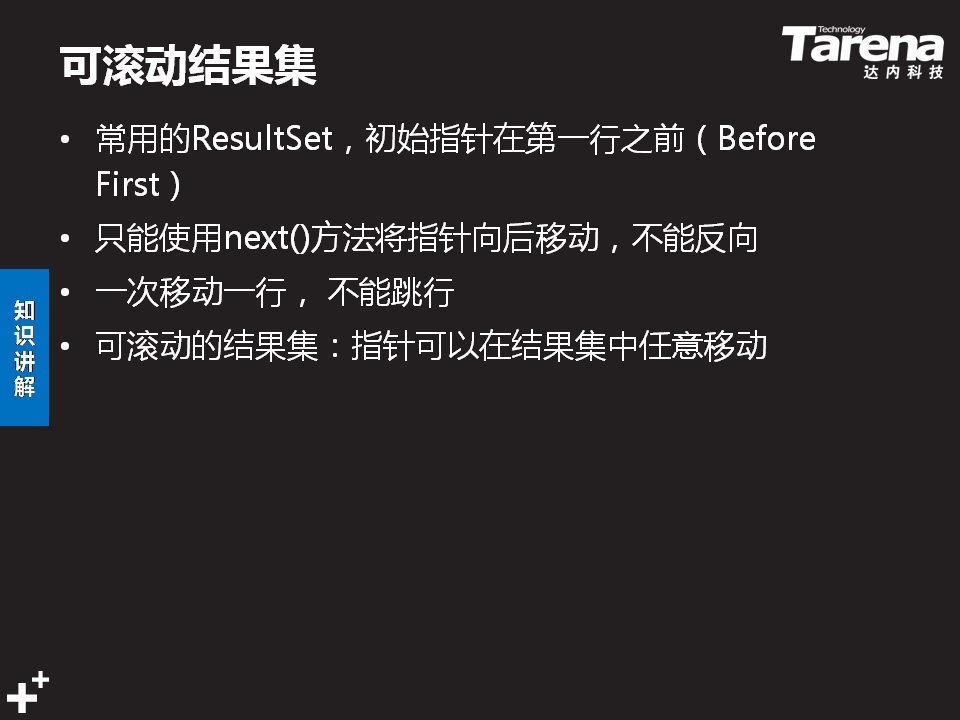 可滚动结果集
Technology
Tarena
达内科技
• 常用的ResultSet，初始指针在第一行之前（Before
First）
• 只能使用next()方法将指针向后移动，不能反向
• 一次移动一行， 不能跳行
• 可滚动的结果集：指针可以在结果集中任意移动
知识讲解